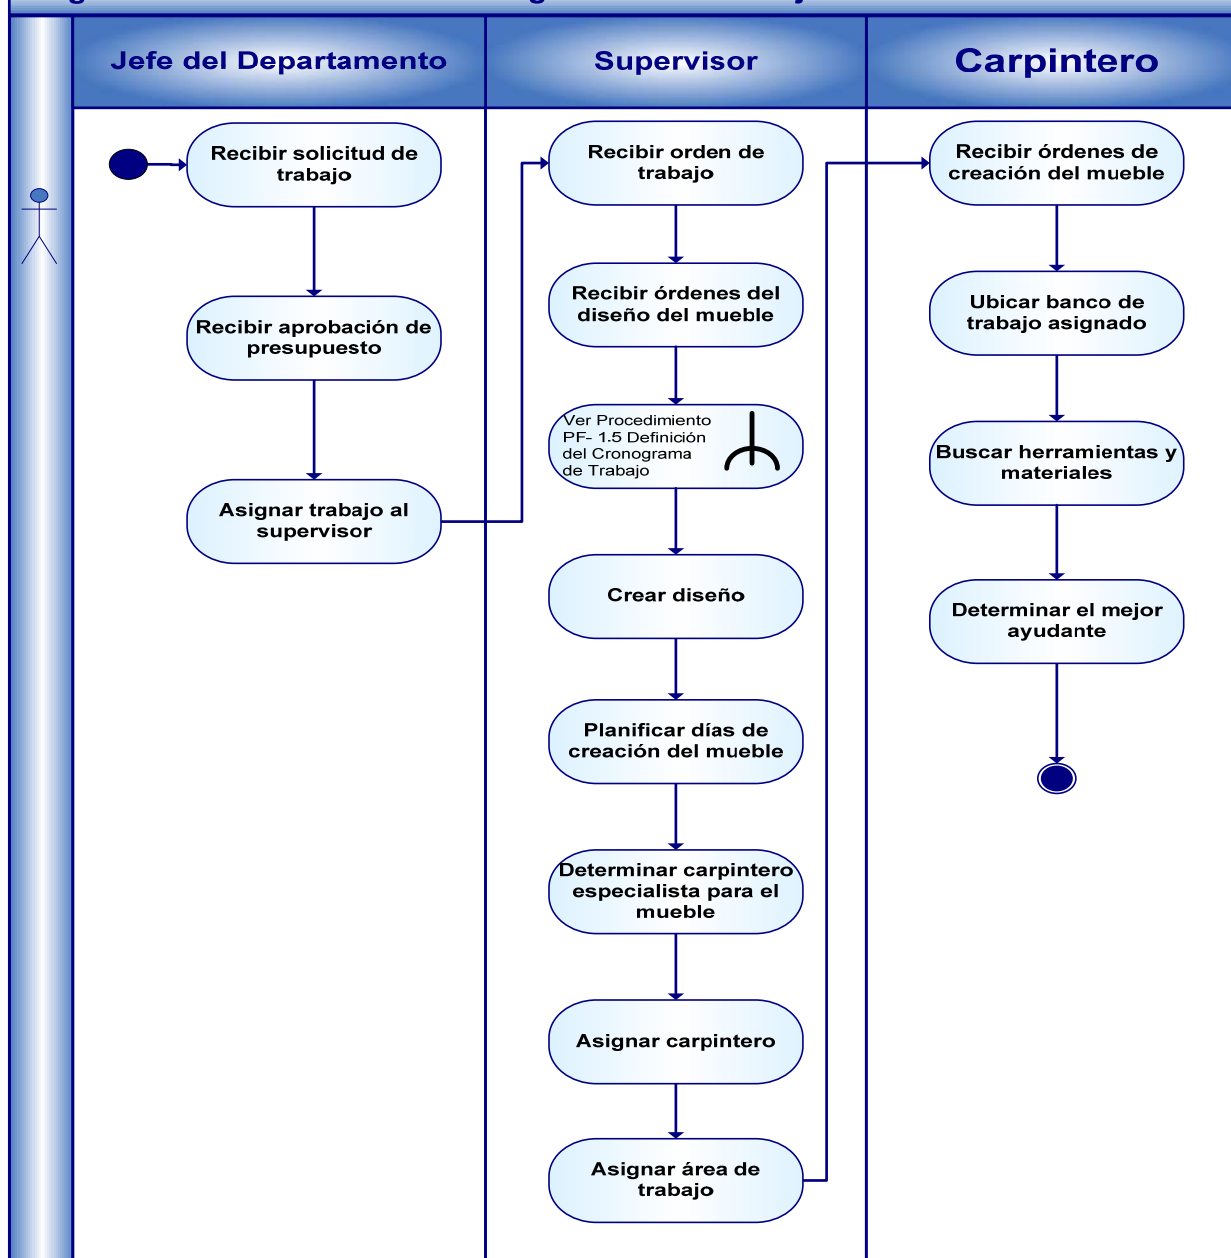 Jefe del Departamento
Supervisor
Carpintero
Recibir solicitud de
trabajo
Recibir aprobación de
presupuesto
Asignar trabajo al
supervisor
Recibir orden de
trabajo
Recibir órdenes del
diseño del mueble
Ver Procedimiento
PF- 1.5 Definición
del Cronograma
de Trabajo
Crear diseño
Planificar días de
creación del mueble
Determinar carpintero
especialista para el
mueble
Asignar carpintero
Asignar área de
trabajo
Recibir órdenes de
creación del mueble
Ubicar banco de
trabajo asignado
Buscar herramientas y
materiales
Determinar el mejor
ayudante